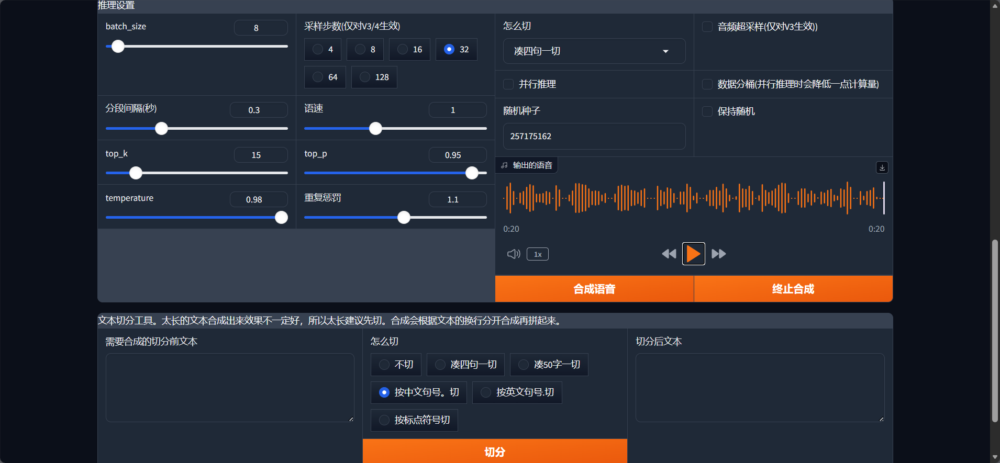 推理设置
batch_size
8
采样步数(仅对V3/4生效)
4
8
16
32
64
128
怎么切
凑四句一切
音频超采样(仅对V3生效))
并行推理
数据分桶(并行推理时会降低一点计算量)
分段间隔(秒)
0.3
语速
1
随机种子
257175162
保持随机
top_k
15
top_p
0.95
temperature
0.98
重复惩罚
1.1
输出的语音
0:20
0:20
1x
合成语音
终止合成
文本切分工具。太长的文本合成出来效果不一定好，所以太长建议先切。合成会根据文本的换行分开合成再拼起来。
需要合成的切分前文本
怎么切
不切
凑四句一切
凑50字一切
按中文句号。切
按英文句号.切
按标点符号切
切分
切分后文本